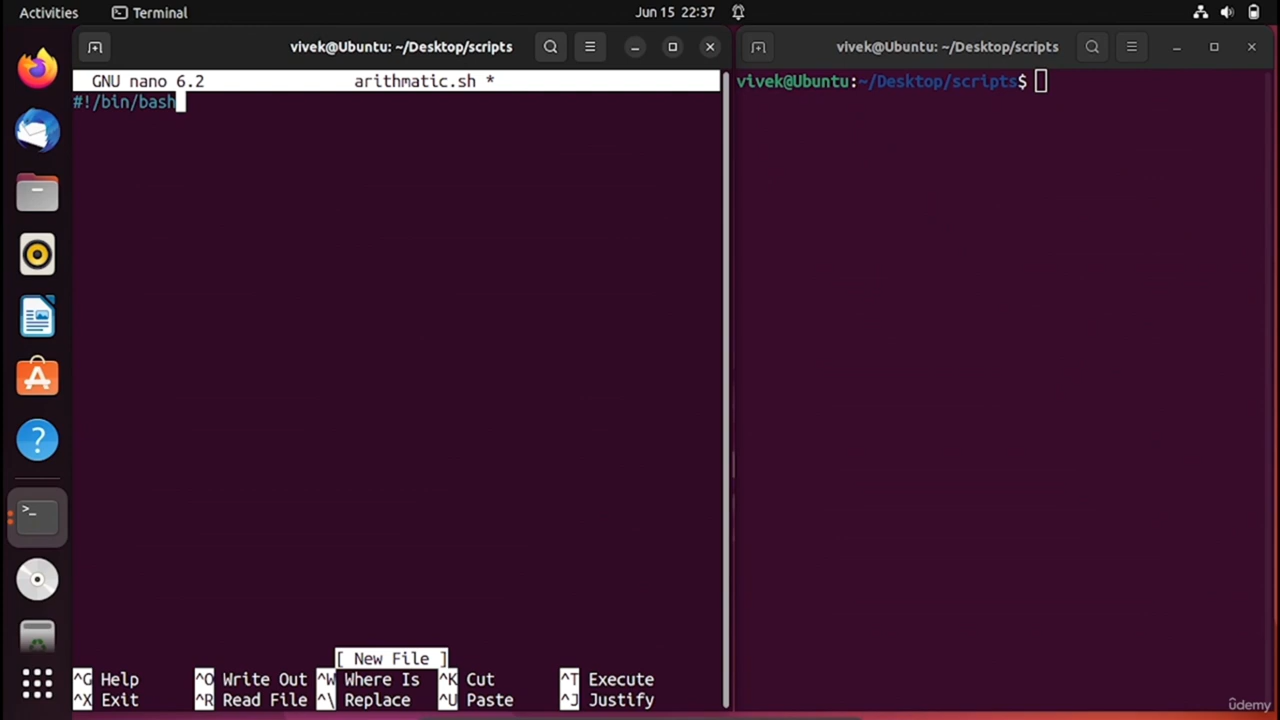 Activities Terminal Jun 15 22:37
vivek@Ubuntu: ~/Desktop/scripts
vivek@Ubuntu: ~/Desktop/scripts
GNU nano 6.2 arithmatic.sh *
#!/bin/bash
vivek@Ubuntu:~/Desktop/scripts$
[ New File ]
^G Help ^O Write Out ^W Where Is ^K Cut ^T Execute
^X Exit ^R Read File ^\ Replace ^U Paste ^J Justify
udemy